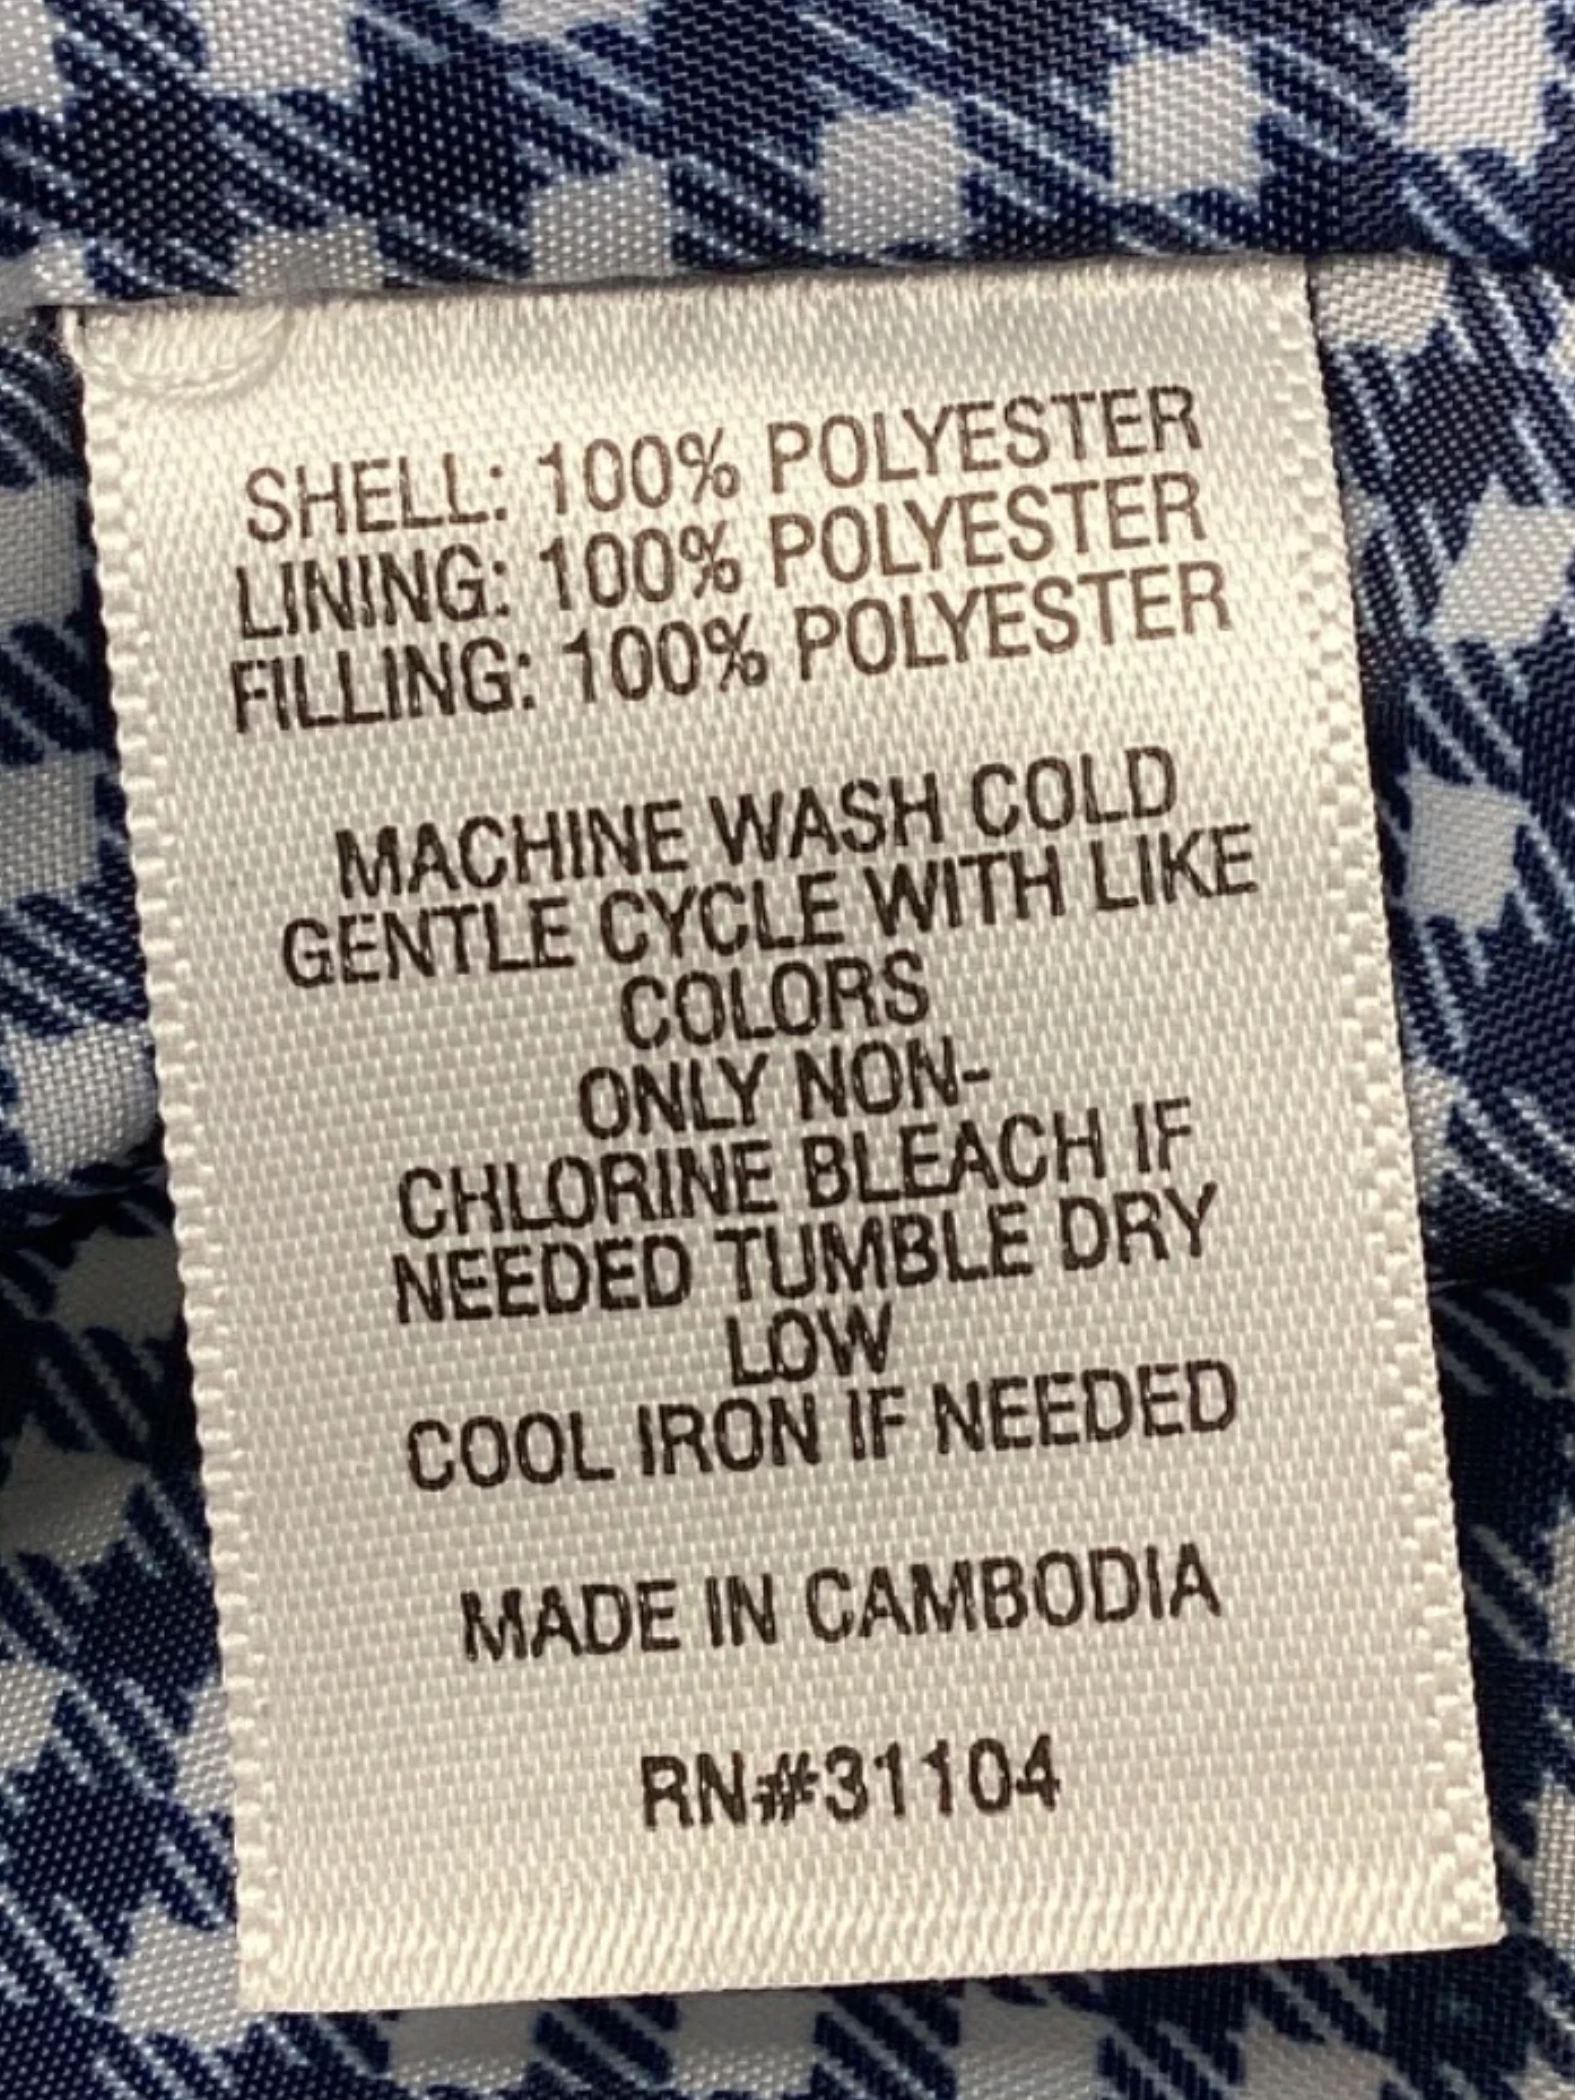 SHELL: 100% POLYESTER
LINING: 100% POLYESTER
FILLING: 100% POLYESTER
MACHINE WASH COLD
GENTLE CYCLE WITH LIKE
COLORS
ONLY NON-
CHLORINE BLEACH IF
NEEDED TUMBLE DRY
LOW
COOL IRON IF NEEDED
MADE IN CAMBODIA
RN#31104